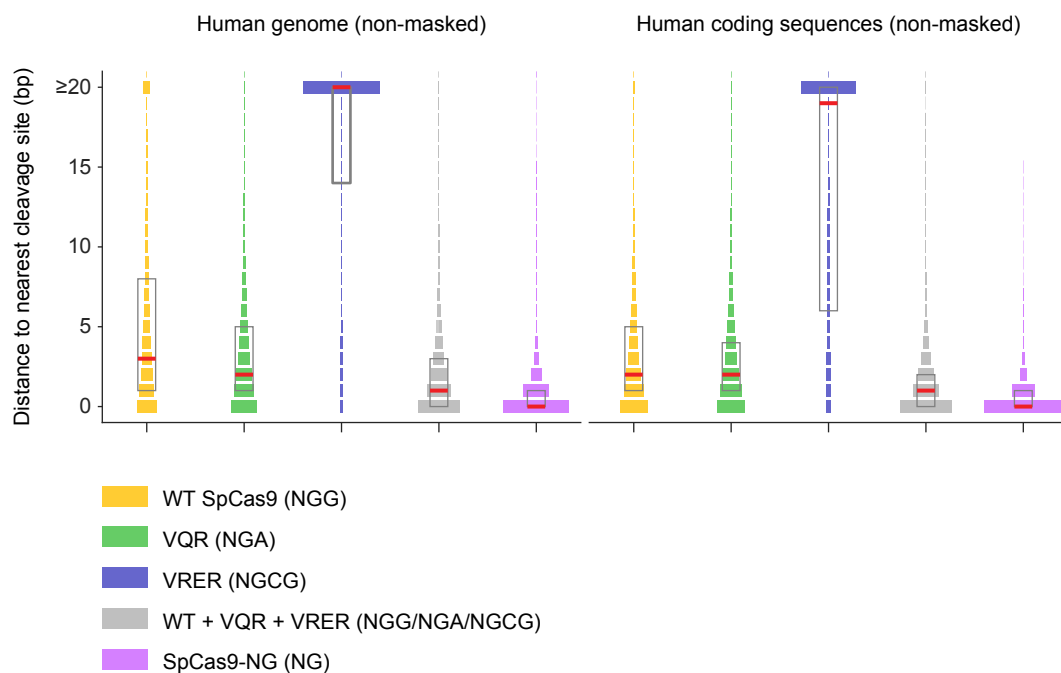 Human genome (non-masked)
Human coding sequences (non-masked)
Distance to nearest cleavage site (bp)
≥20
15
10
5
0
WT SpCas9 (NGG)
VQR (NGA)
VRER (NGCG)
WT + VQR + VRER (NGG/NGA/NGCG)
SpCas9-NG (NG)